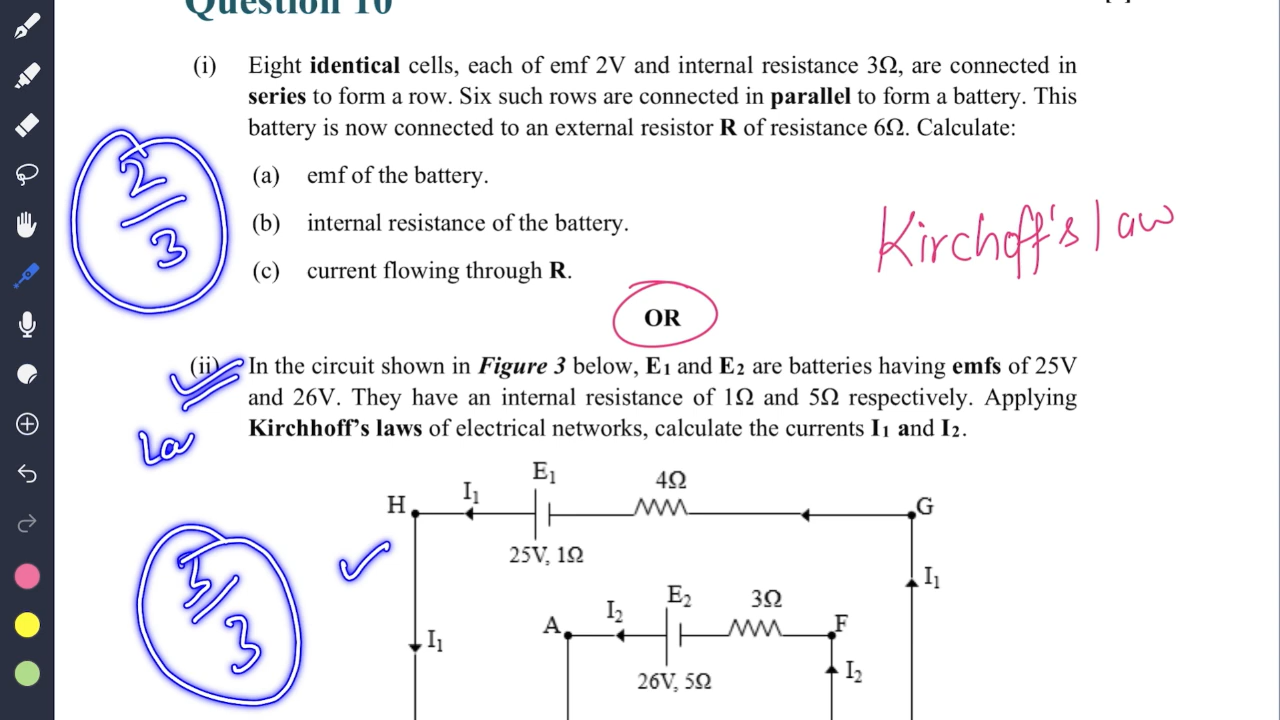 Question 10
(i) Eight identical cells, each of emf 2V and internal resistance 3Ω, are connected in
series to form a row. Six such rows are connected in parallel to form a battery. This
battery is now connected to an external resistor R of resistance 6Ω. Calculate:
(a) emf of the battery.
(b) internal resistance of the battery.
(c) current flowing through R.
2
3
Kirchoff's law
OR
(ii) In the circuit shown in Figure 3 below, E1 and E2 are batteries having emfs of 25V
and 26V. They have an internal resistance of 1Ω and 5Ω respectively. Applying
Kirchhoff's laws of electrical networks, calculate the currents I1 and I2.
E1
4Ω
H
I1
G
25V, 1Ω
3
I1
E2
3Ω
I2
A
F
I1
26V, 5Ω
I2